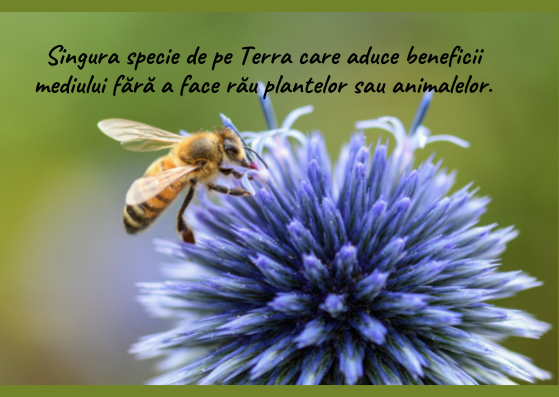 Singura specie de pe Terra care aduce beneficii
mediului fără a face rău plantelor sau animalelor.